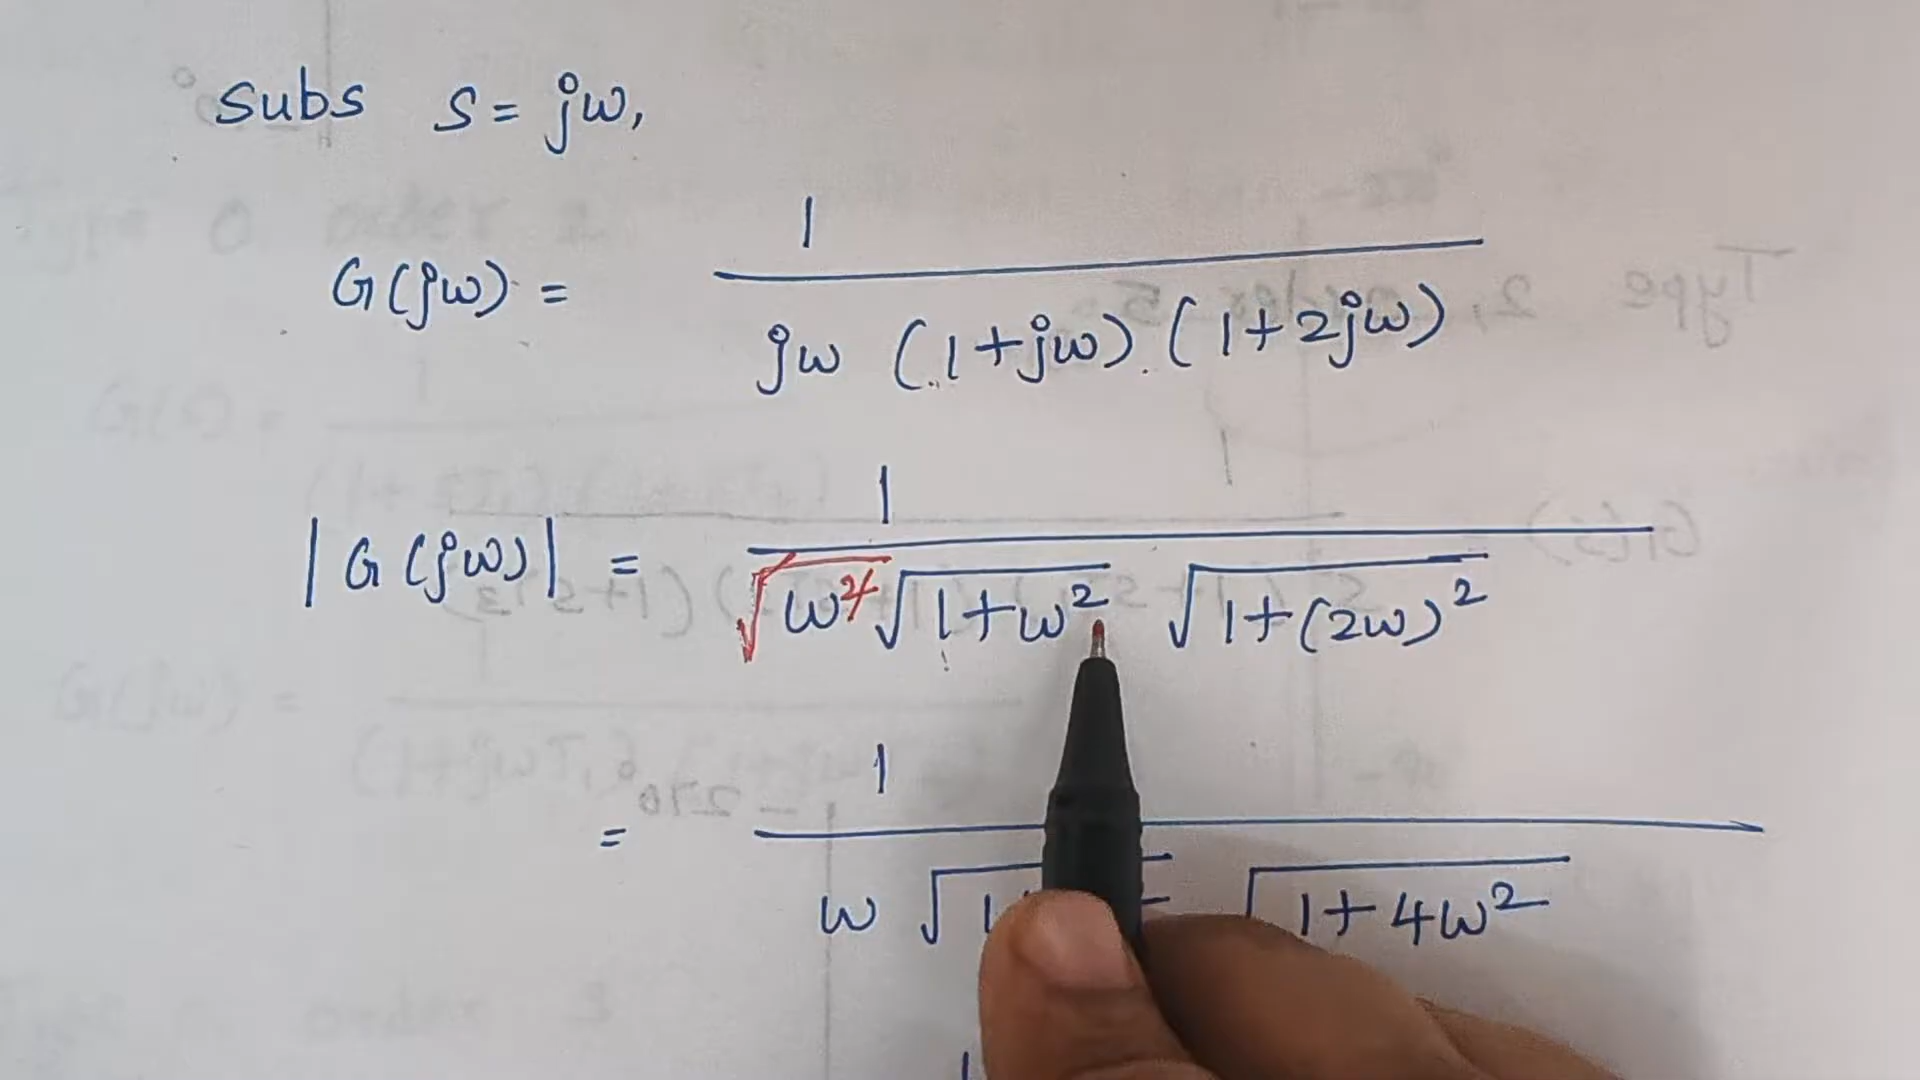 subs s = jω,
G(jω) = 1 / jω (1+jω) (1+2jω)
|G(jω)| = 1 / √ω² √1+ω² √1+(2ω)²
= 1 / ω √1 √1+4ω²